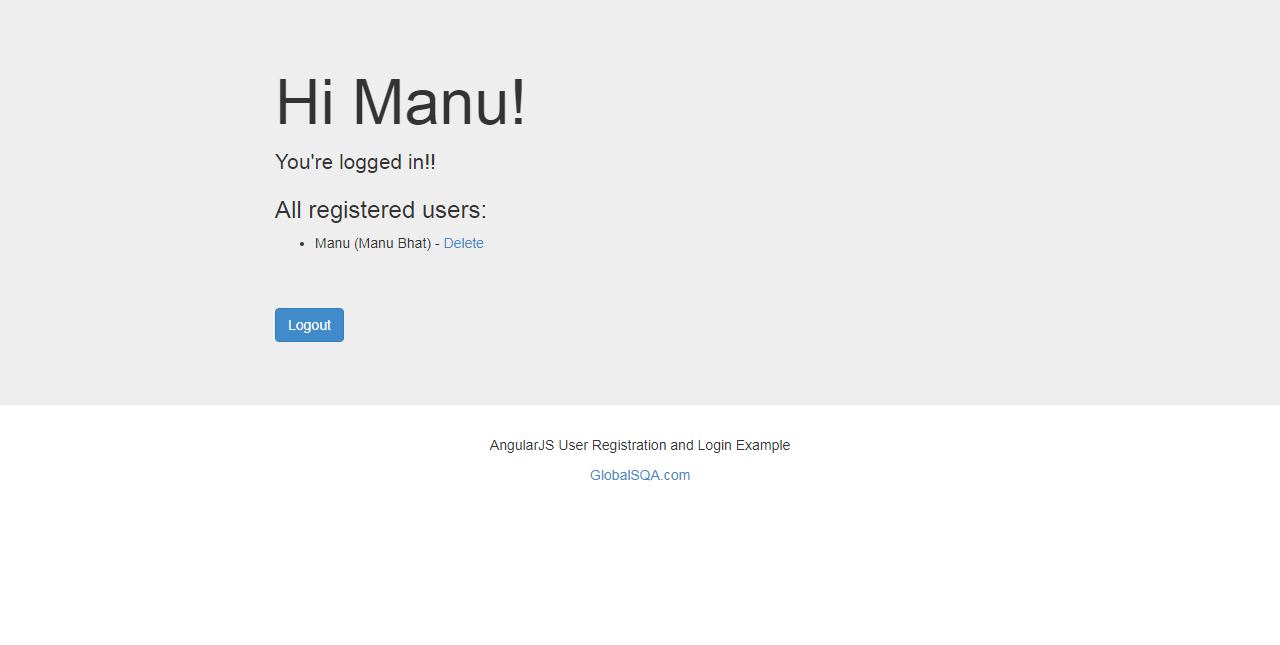 Hi Manu!
You're logged in!!
All registered users:
Manu (Manu Bhat) - Delete
Logout
AngularJS User Registration and Login Example
GlobalSQA.com